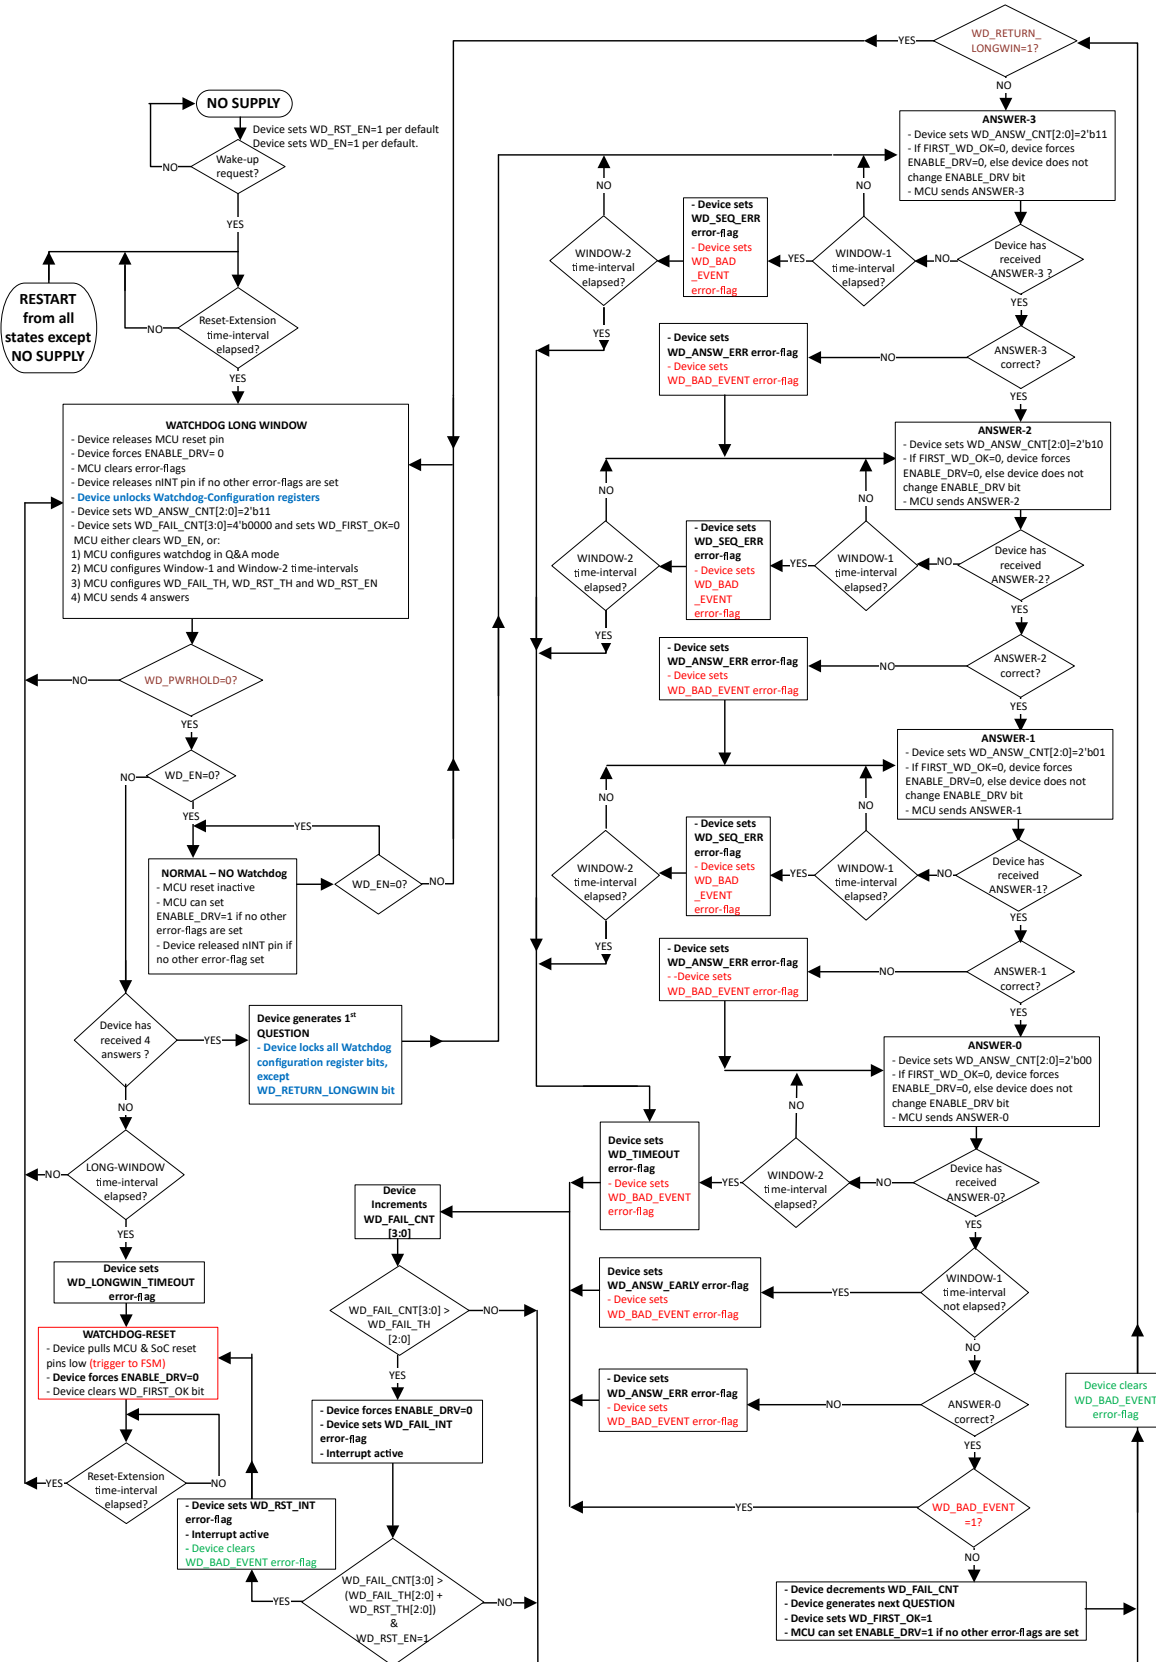 WD_RETURN_
LONGWIN=1?
YES
NO
NO SUPPLY
Device sets WD_RST_EN=1 per default
Device sets WD_EN=1 per default.
Wake-up
request?
NO
YES
RESTART
from all
states except
NO SUPPLY
Reset-Extension
time-interval
elapsed?
NO
YES
WATCHDOG LONG WINDOW
- Device releases MCU reset pin
- Device forces ENABLE_DRV= 0
- MCU clears error-flags
- Device releases nINT pin if no other error-flags are set
- Device unlocks Watchdog-Configuration registers
- Device sets WD_ANSW_CNT[2:0]=2'b11
- Device sets WD_FAIL_CNT[3:0]=4'b0000 and sets WD_FIRST_OK=0
MCU either clears WD_EN, or:
1) MCU configures watchdog in Q&A mode
2) MCU configures Window-1 and Window-2 time-intervals
3) MCU configures WD_FAIL_TH, WD_RST_TH and WD_RST_EN
4) MCU sends 4 answers
WD_PWRHOLD=0?
NO
YES
WD_EN=0?
NO
YES
YES
NORMAL – NO Watchdog
- MCU reset inactive
- MCU can set
ENABLE_DRV=1 if no other
error-flags are set
- Device released nINT pin if
no other error-flag set
WD_EN=0?
NO
Device has
received 4
answers ?
YES
NO
Device generates 1st
QUESTION
- Device locks all Watchdog
configuration register bits,
except
WD_RETURN_LONGWIN bit
LONG-WINDOW
time-interval
elapsed?
NO
YES
Device sets
WD_LONGWIN_TIMEOUT
error-flag
WATCHDOG-RESET
- Device pulls MCU & SoC reset
pins low (trigger to FSM)
- Device forces ENABLE_DRV=0
- Device clears WD_FIRST_OK bit
Reset-Extension
time-interval
elapsed?
YES
NO
- Device sets WD_RST_INT
error-flag
- Interrupt active
- Device clears
WD_BAD_EVENT error-flag
Device
Increments
WD_FAIL_CNT
[3:0]
WD_FAIL_CNT[3:0] >
WD_FAIL_TH
[2:0]
NO
YES
- Device forces ENABLE_DRV=0
- Device sets WD_FAIL_INT
error-flag
- Interrupt active
WD_FAIL_CNT[3:0] >
(WD_FAIL_TH[2:0] +
WD_RST_TH[2:0])
&
WD_RST_EN=1
YES
NO
ANSWER-3
- Device sets WD_ANSW_CNT[2:0]=2'b11
- If FIRST_WD_OK=0, device forces
ENABLE_DRV=0, else device does not
change ENABLE_DRV bit
- MCU sends ANSWER-3
Device has
received
ANSWER-3 ?
NO
YES
WINDOW-1
time-interval
elapsed?
NO
YES
- Device sets
WD_SEQ_ERR
error-flag
- Device sets
WD_BAD
_EVENT
error-flag
WINDOW-2
time-interval
elapsed?
NO
YES
ANSWER-3
correct?
NO
YES
- Device sets
WD_ANSW_ERR error-flag
- Device sets
WD_BAD_EVENT error-flag
ANSWER-2
- Device sets WD_ANSW_CNT[2:0]=2'b10
- If FIRST_WD_OK=0, device forces
ENABLE_DRV=0, else device does not
change ENABLE_DRV bit
- MCU sends ANSWER-2
Device has
received
ANSWER-2?
NO
YES
WINDOW-1
time-interval
elapsed?
NO
YES
- Device sets
WD_SEQ_ERR
error-flag
- Device sets
WD_BAD
_EVENT
error-flag
WINDOW-2
time-interval
elapsed?
NO
YES
ANSWER-2
correct?
NO
YES
- Device sets
WD_ANSW_ERR error-flag
- Device sets
WD_BAD_EVENT error-flag
ANSWER-1
- Device sets WD_ANSW_CNT[2:0]=2'b01
- If FIRST_WD_OK=0, device forces
ENABLE_DRV=0, else device does not
change ENABLE_DRV bit
- MCU sends ANSWER-1
Device has
received
ANSWER-1?
NO
YES
WINDOW-1
time-interval
elapsed?
NO
YES
- Device sets
WD_SEQ_ERR
error-flag
- Device sets
WD_BAD
_EVENT
error-flag
WINDOW-2
time-interval
elapsed?
NO
YES
ANSWER-1
correct?
NO
YES
- Device sets
WD_ANSW_ERR error-flag
- -Device sets
WD_BAD_EVENT error-flag
ANSWER-0
- Device sets WD_ANSW_CNT[2:0]=2'b00
- If FIRST_WD_OK=0, device forces
ENABLE_DRV=0, else device does not
change ENABLE_DRV bit
- MCU sends ANSWER-0
Device has
received
ANSWER-0?
NO
YES
WINDOW-2
time-interval
elapsed?
NO
YES
Device sets
WD_TIMEOUT
error-flag
- Device sets
WD_BAD_EVENT
error-flag
WINDOW-1
time-interval
not elapsed?
YES
NO
Device sets
WD_ANSW_EARLY error-flag
- Device sets
WD_BAD_EVENT error-flag
ANSWER-0
correct?
NO
YES
- Device sets
WD_ANSW_ERR error-flag
- Device sets
WD_BAD_EVENT error-flag
WD_BAD_EVENT
=1?
YES
NO
Device clears
WD_BAD_EVENT
error-flag
- Device decrements WD_FAIL_CNT
- Device generates next QUESTION
- Device sets WD_FIRST_OK=1
- MCU can set ENABLE_DRV=1 if no other error-flags are set